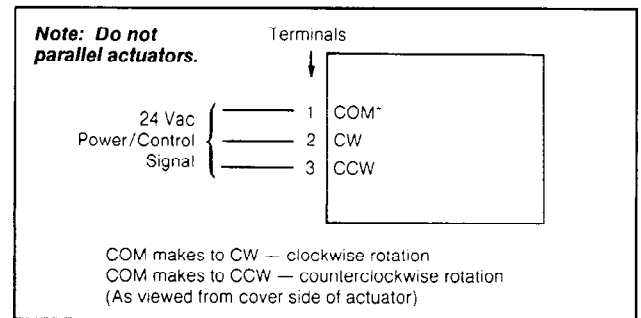 Note: Do not
parallel actuators.
Terminals
24 Vac
Power/Control
Signal
1 COM
2 CW
3 CCW
COM makes to CW — clockwise rotation
COM makes to CCW — counterclockwise rotation
(As viewed from cover side of actuator)